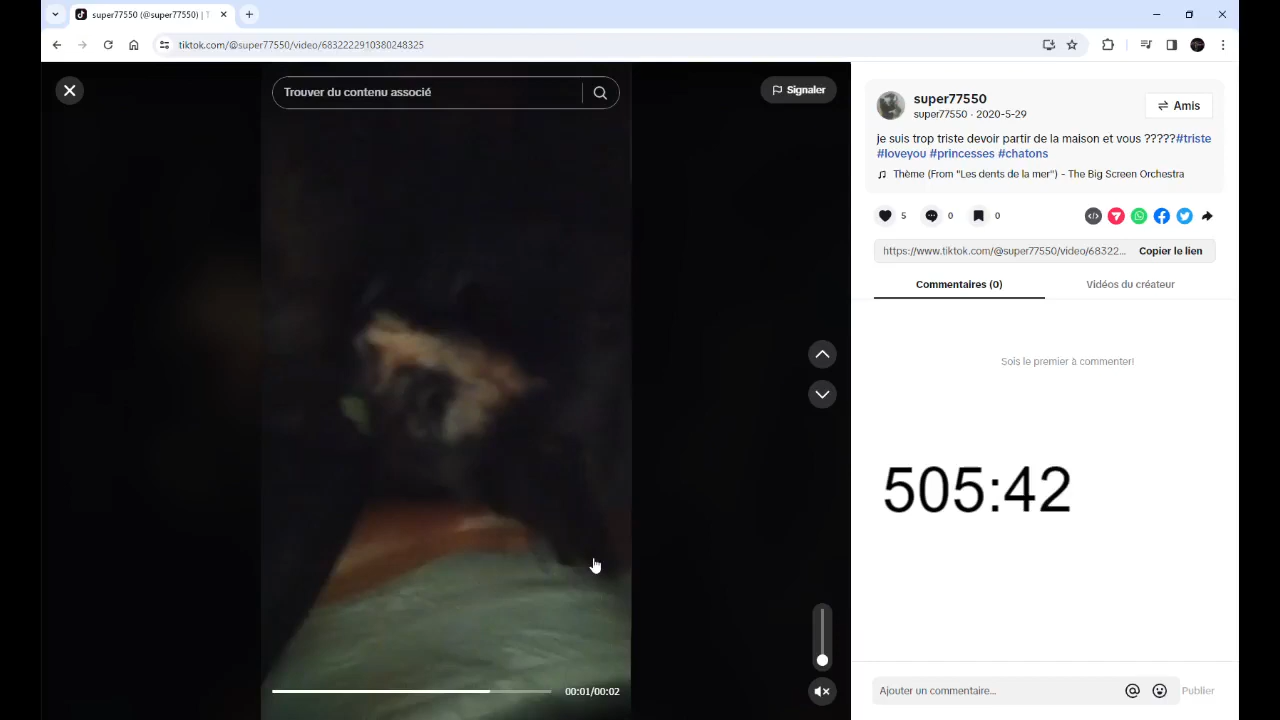 super77550 (@super77550) | T
tiktok.com/@super77550/video/6832222910380248325
Trouver du contenu associé
Signaler
00:01/00:02
super77550
super77550 · 2020-5-29
Amis
je suis trop triste devoir partir de la maison et vous ?????#triste
#loveyou #princesses #chatons
Thème (From "Les dents de la mer") - The Big Screen Orchestra
5
0
0
https://www.tiktok.com/@super77550/video/68322...
Copier le lien
Commentaires (0)
Vidéos du créateur
Sois le premier à commenter!
505:42
Ajouter un commentaire...
Publier